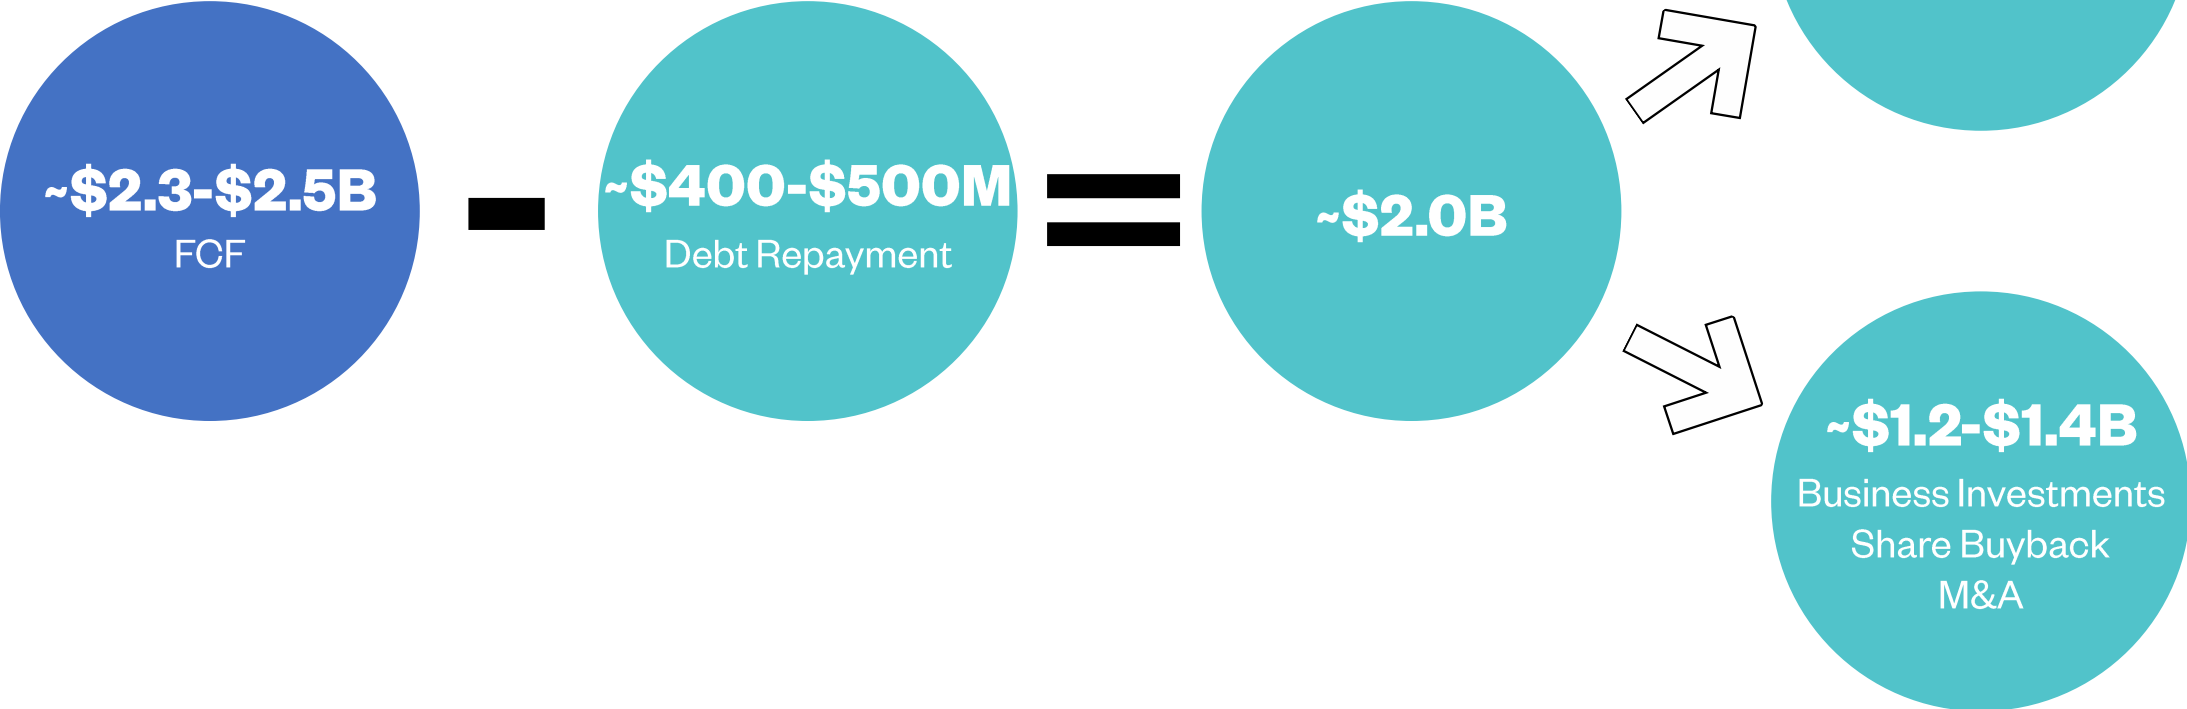 ~$2.3-$2.5B
FCF
-
~$400-$500M
Debt Repayment
=
~$2.0B
~$1.2-$1.4B
Business Investments
Share Buyback
M&A